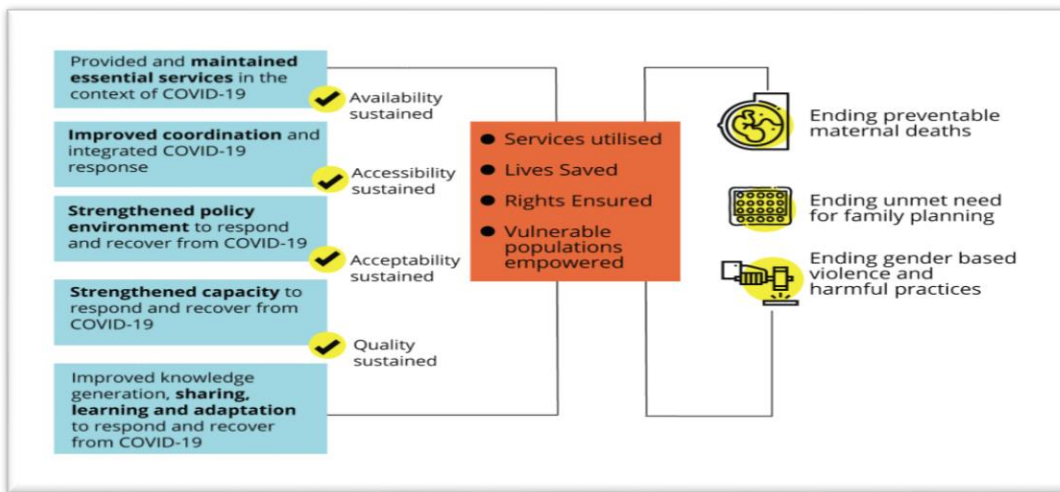 Provided and maintained
essential services in the
context of COVID-19
Availability
sustained
Improved coordination and
integrated COVID-19
response
Accessibility
sustained
Strengthened policy
environment to respond
and recover from COVID-19
Acceptability
sustained
Strengthened capacity to
respond and recover from
COVID-19
Quality
sustained
Improved knowledge
generation, sharing,
learning and adaptation
to respond and recover
from COVID-19
● Services utilised
● Lives Saved
● Rights Ensured
● Vulnerable
populations
empowered
Ending preventable
maternal deaths
Ending unmet need
for family planning
Ending gender based
violence and
harmful practices